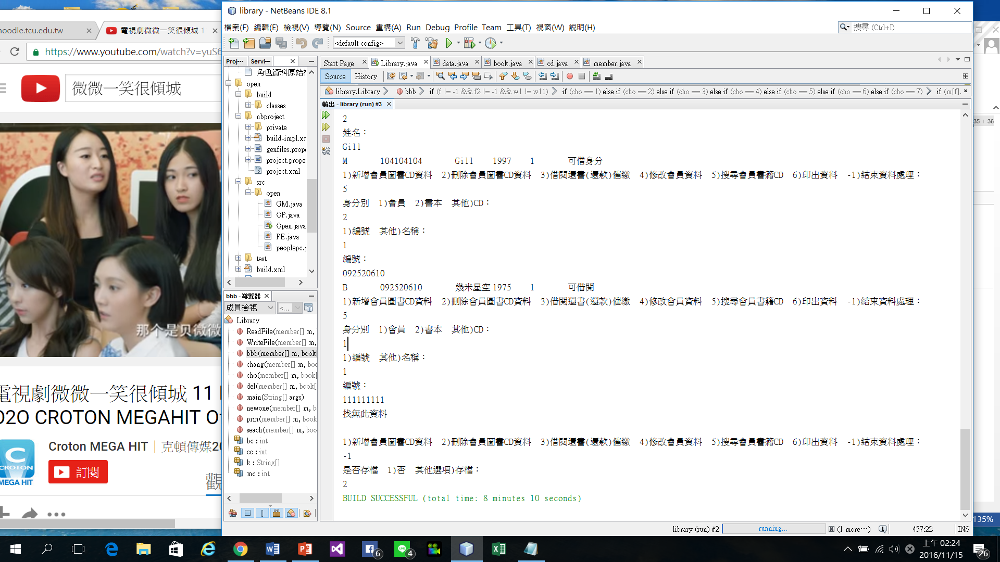 library - NetBeans IDE 8.1
檔案(F) 編輯(E) 檢視(V) 導覽(N) Source 重構(A) Run Debug Profile Team 工具(T) 視窗(W) 說明(H)
搜尋 (Ctrl+I)
<default config>
moodle.tcu.edu.tw
電視劇微微一笑很傾城 1
https://www.youtube.com/watch?v=yuS6
微微一笑很傾城
那个是贝微微
電視劇微微一笑很傾城 11
O2O CROTON MEGAHIT Of
Croton MEGA HIT | 克頓傳媒20
訂閱
觀
C
CROTON
MEGA HIT
Proj... Servi...
角色資料原始檔
open
build
classes
nbproject
private
build-impl.xm
genfiles.prope
project.prope
project.xml
src
open
GM.java
OP.java
Open.java
PE.java
peoplepc.j
test
build.xml
bbb - 導覽器
成員檢視 <...
Library
ReadFile(member[] m,
WriteFile(member[] m,
bbb(member[] m, book[
chang(member[] m, boo
cho(member[] m, book[
del(member[] m, book[]
main(String[] args)
newone(member[] m, b
prin(member[] m, book
seach(member[] m, boo
bc : int
cc : int
k : String[]
mc : int
Start Page Library.java data.java book.java cd.java member.java
Source History
library.Library bbb if (f != -1 && f2 != -1 && w1 != w11) if (cho == 1) else if (cho == 2) else if (cho == 3) else if (cho == 4) else if (cho == 5) else if (cho == 6) else if (cho == 7) if (m[f].
輸出 - library (run) #3
2
姓名：
Gill
M 104104104 Gill 1997 1 可借身分
1)新增會員圖書CD資料 2)刪除會員圖書CD資料 3)借閱還書(還款)催繳 4)修改會員資料 5)搜尋會員書籍CD 6)印出資料 -1)結束資料處理：
5
身分別 1)會員 2)書本 其他)CD：
2
1)編號 其他)名稱：
1
編號：
092520610
B 092520610 幾米星空 1975 1 可借閱
1)新增會員圖書CD資料 2)刪除會員圖書CD資料 3)借閱還書(還款)催繳 4)修改會員資料 5)搜尋會員書籍CD 6)印出資料 -1)結束資料處理：
5
身分別 1)會員 2)書本 其他)CD：
1
1)編號 其他)名稱：
1
編號：
111111111
找無此資料
1)新增會員圖書CD資料 2)刪除會員圖書CD資料 3)借閱還書(還款)催繳 4)修改會員資料 5)搜尋會員書籍CD 6)印出資料 -1)結束資料處理：
-1
是否存檔 1)否 其他選項)存檔：
2
BUILD SUCCESSFUL (total time: 8 minutes 10 seconds)
library (run) #2 running... (1 more...) 1 457:22 INS
35 36
135%
6
4
上午 02:24
2016/11/15
26